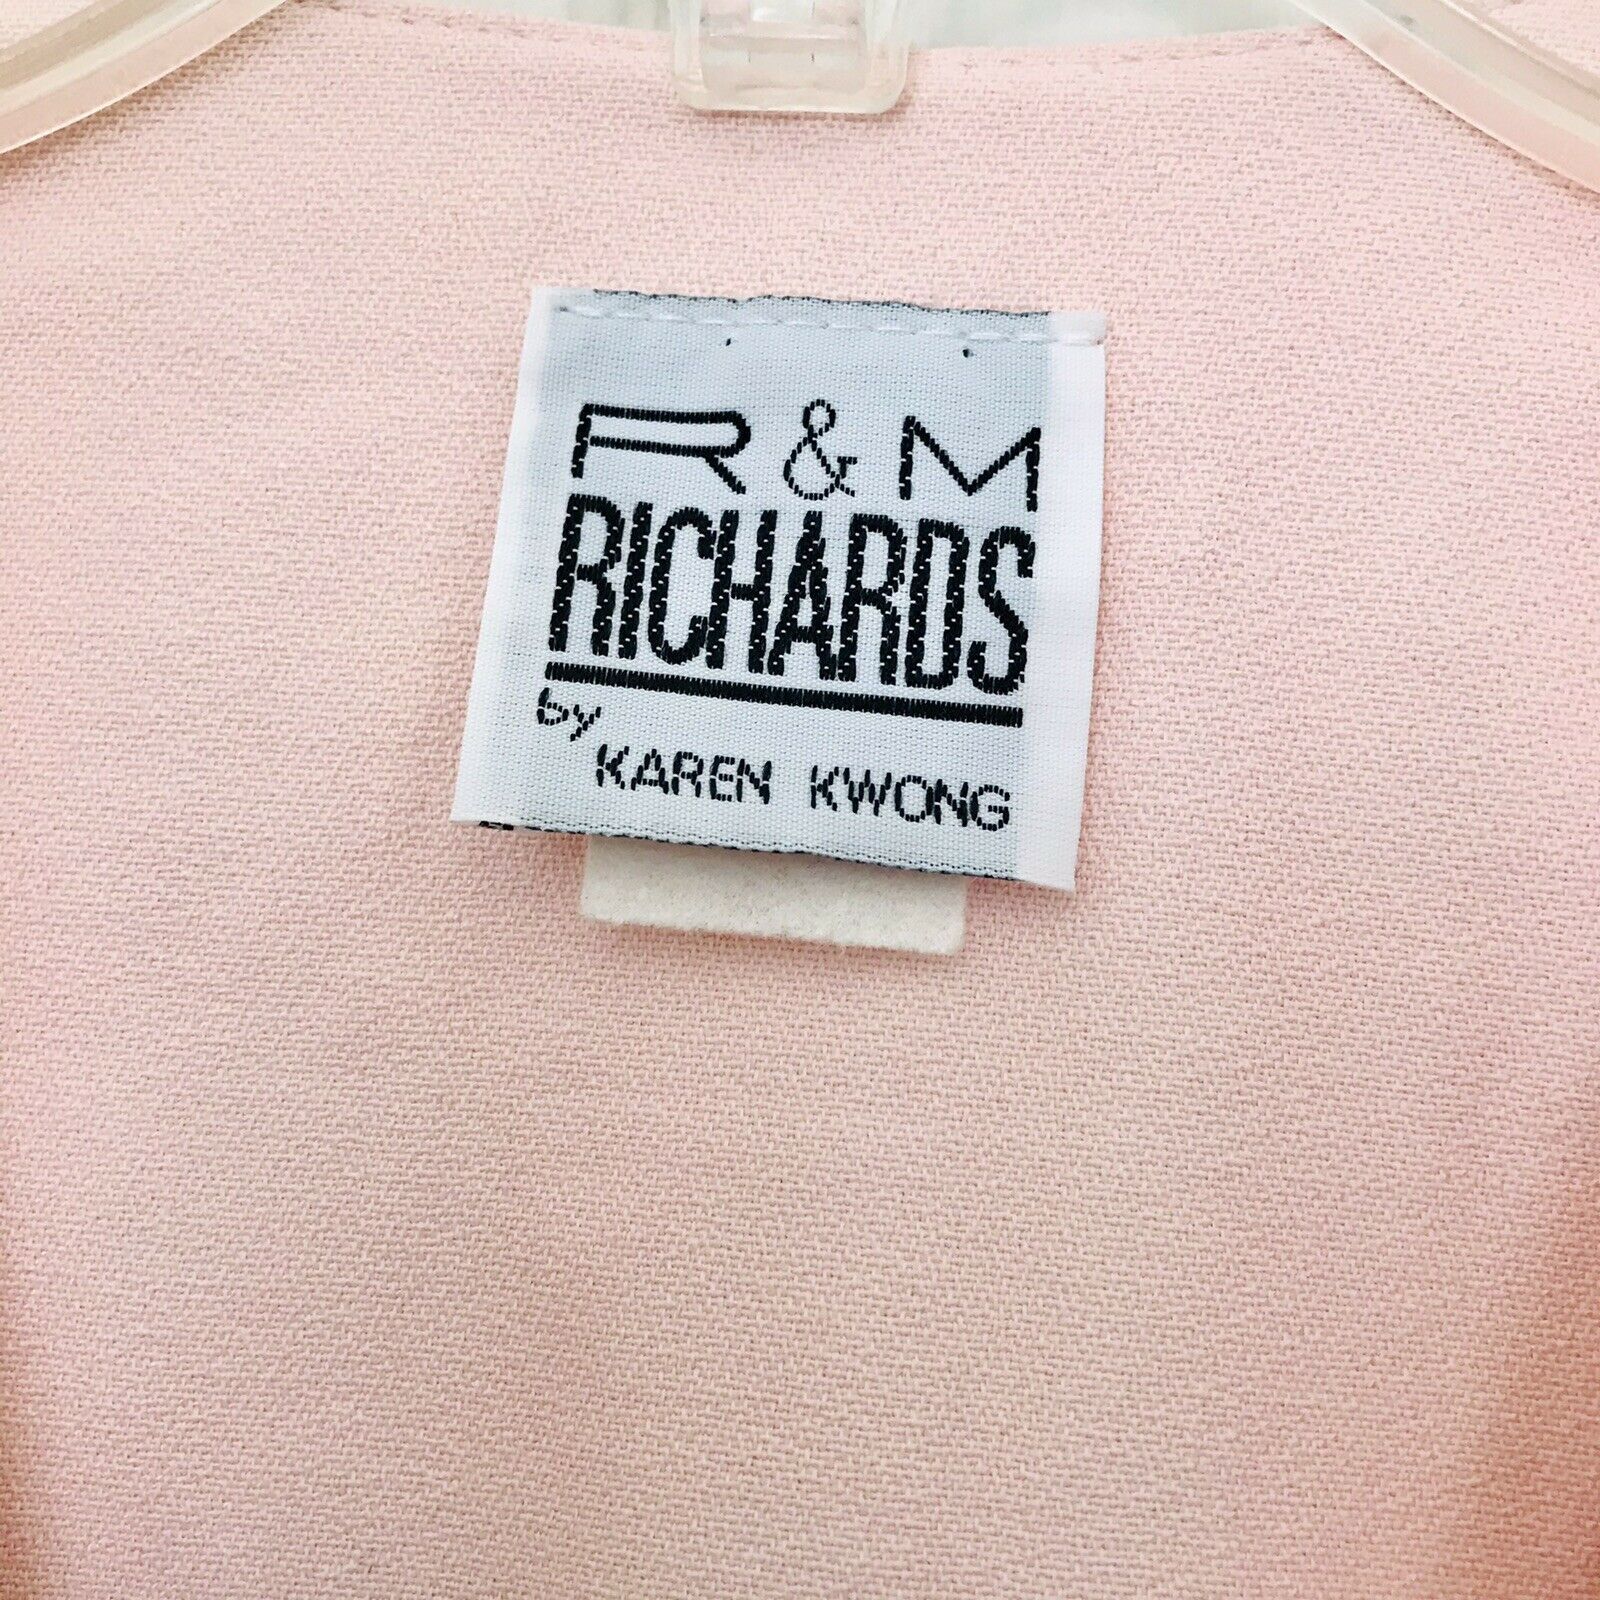 R & M
RICHARDS
by
KAREN KWONG